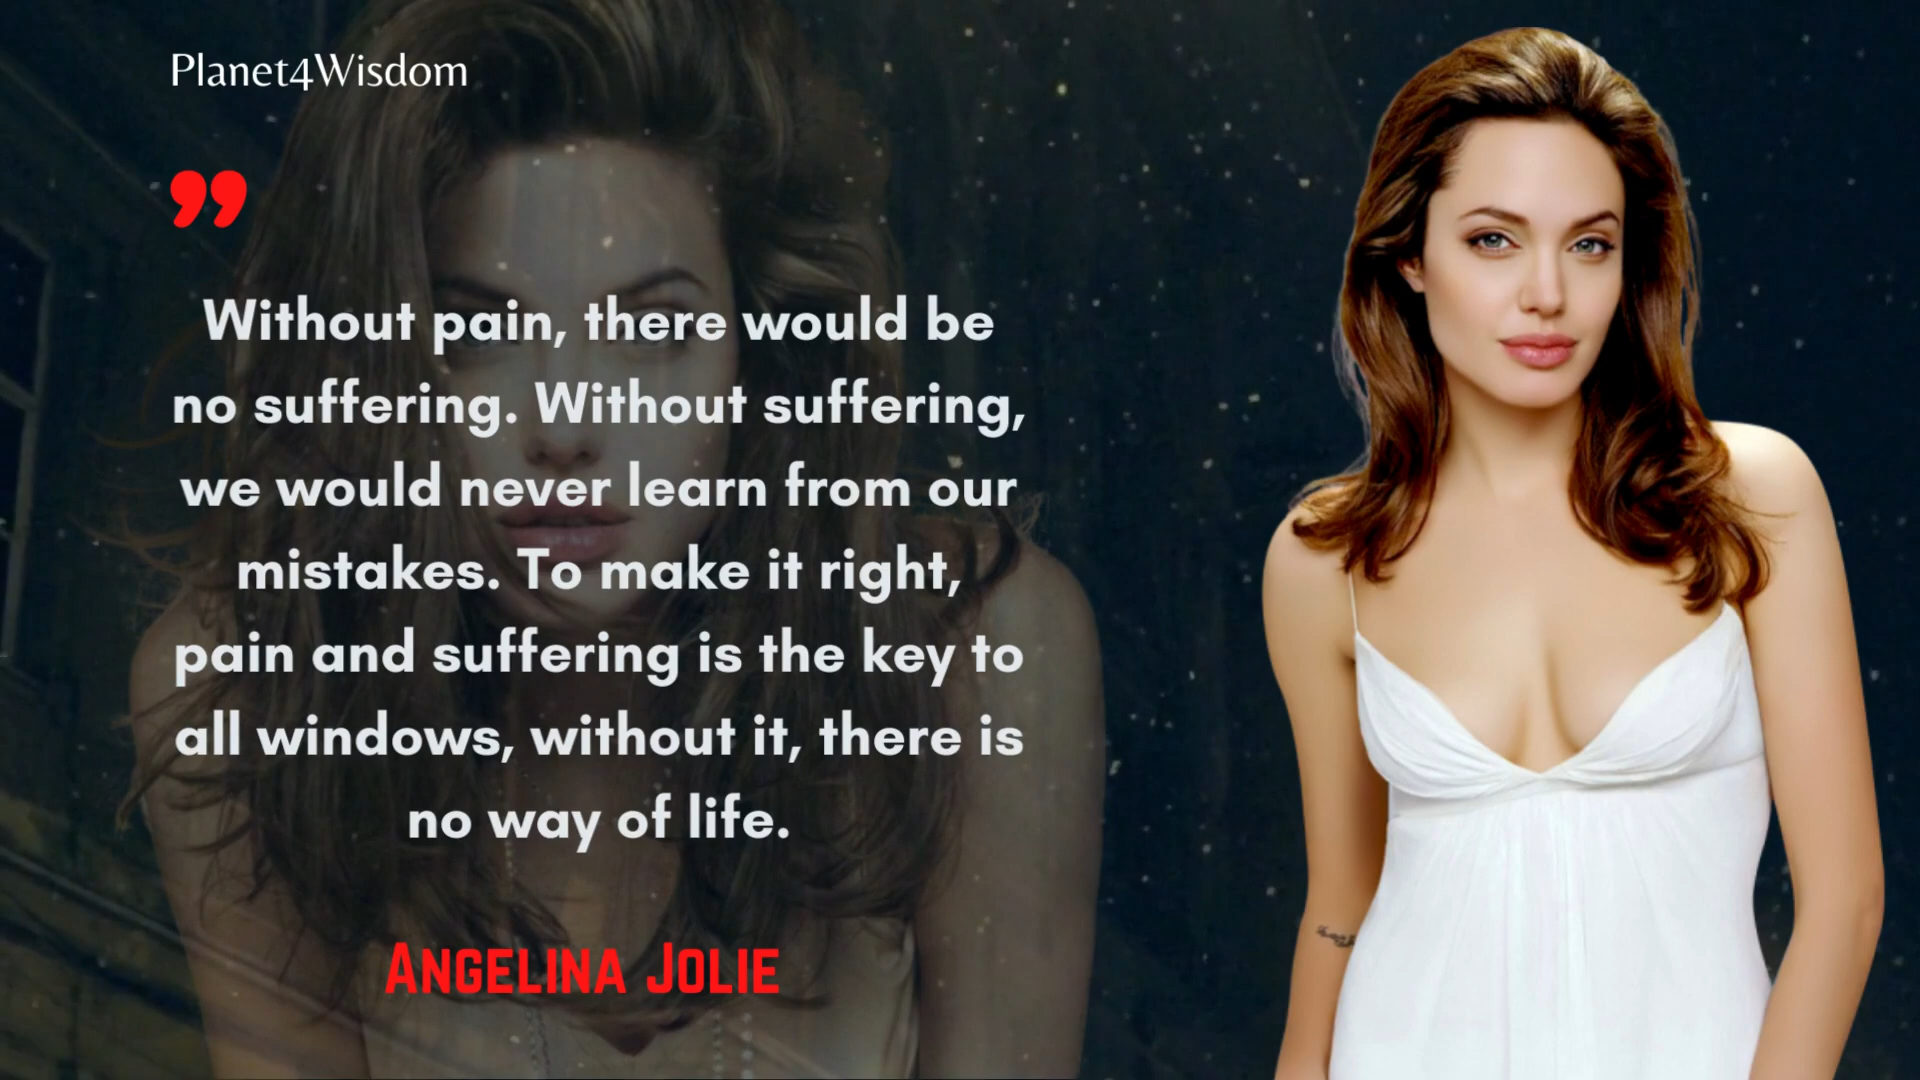 Planet4Wisdom
”
Without pain, there would be
no suffering. Without suffering,
we would never learn from our
mistakes. To make it right,
pain and suffering is the key to
all windows, without it, there is
no way of life.
Angelina Jolie